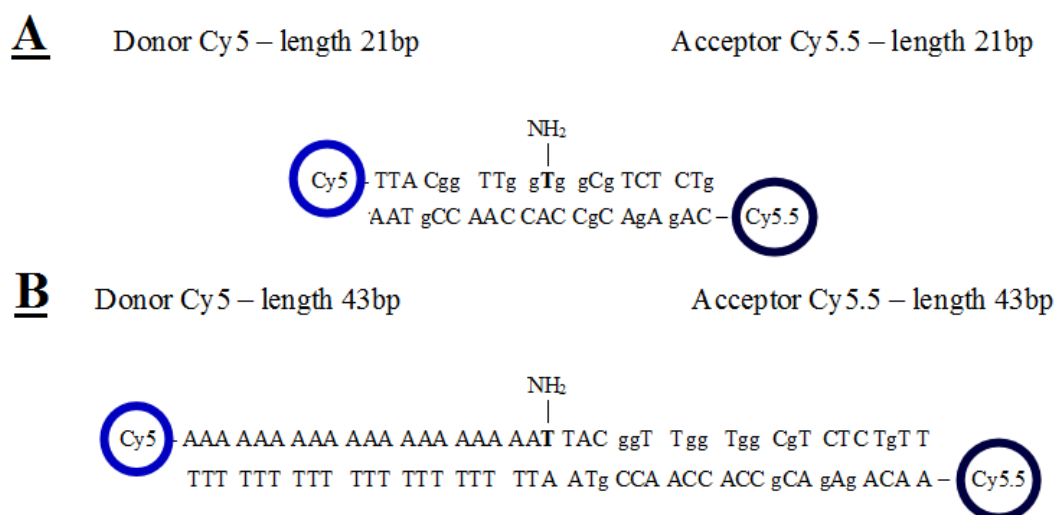 A Donor Cy5 – length 21bp Acceptor Cy5.5 – length 21bp
NH₂
Cy5 - TTA Cgg TTg gTg gCg TCT CTg
AAT gCC AAC CAC CgC AgA gAC – Cy5.5
B Donor Cy5 – length 43bp Acceptor Cy5.5 – length 43bp
NH₂
Cy5 - AAA AAA AAA AAA AAA AAA AAA AAT TAC ggT Tgg Tgg CgT CTC TgT T
TTT TTT TTT TTT TTT TTT TTA ATg CCA ACC ACC gCA gAg ACA A – Cy5.5